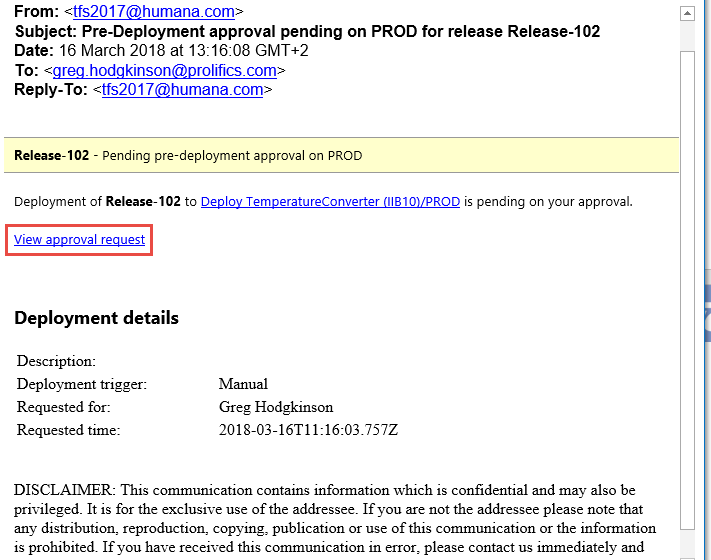 From: <tfs2017@humana.com>
Subject: Pre-Deployment approval pending on PROD for release Release-102
Date: 16 March 2018 at 13:16:08 GMT+2
To: <greg.hodgkinson@prolifics.com>
Reply-To: <tfs2017@humana.com>
Release-102 - Pending pre-deployment approval on PROD
Deployment of Release-102 to Deploy TemperatureConverter (IIB10)/PROD is pending on your approval.
View approval request
Deployment details
Description:
Deployment trigger: Manual
Requested for: Greg Hodgkinson
Requested time: 2018-03-16T11:16:03.757Z
DISCLAIMER: This communication contains information which is confidential and may also be
privileged. It is for the exclusive use of the addressee. If you are not the addressee please note that
any distribution, reproduction, copying, publication or use of this communication or the information
is prohibited. If you have received this communication in error, please contact us immediately and